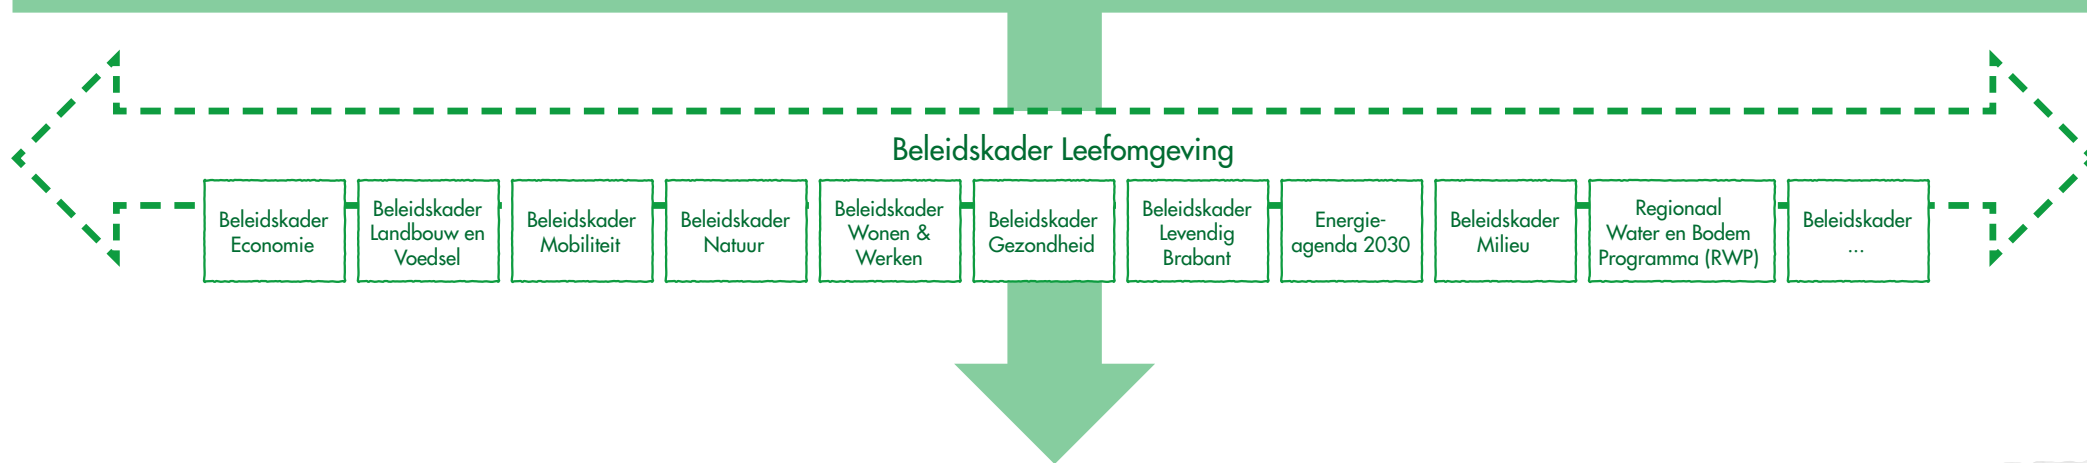 Beleidskader Leefomgeving
Beleidskader
Economie
Beleidskader
Landbouw en
Voedsel
Beleidskader
Mobiliteit
Beleidskader
Natuur
Beleidskader
Wonen &
Werken
Beleidskader
Gezondheid
Beleidskader
Levendig
Brabant
Energie-
agenda 2030
Beleidskader
Milieu
Regionaal
Water en Bodem
Programma (RWP)
Beleidskader
...